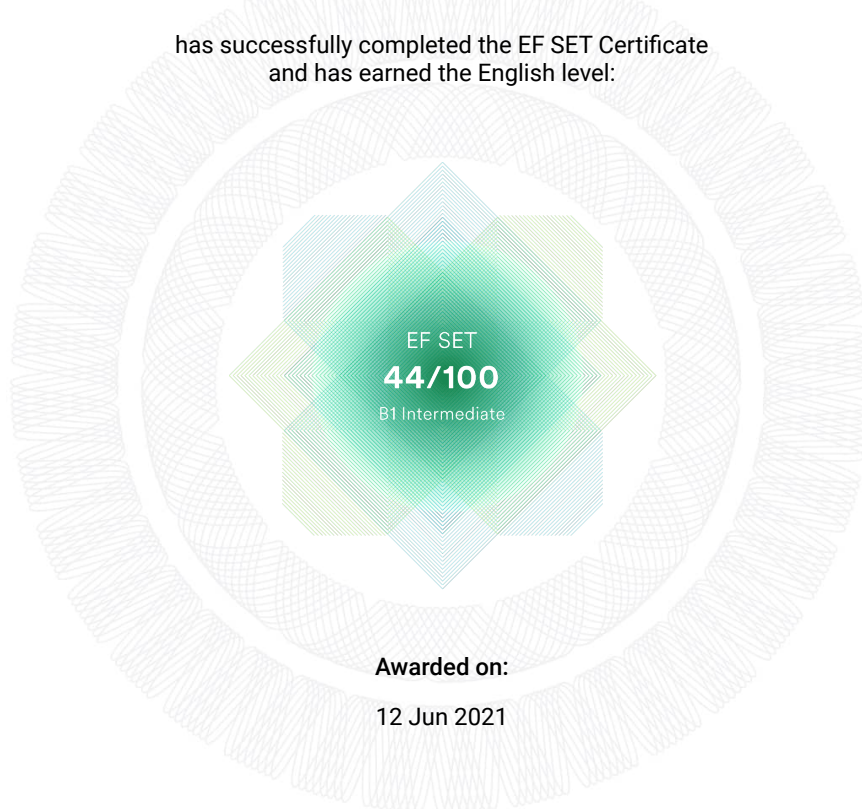 has successfully completed the EF SET Certificate
and has earned the English level:
EF SET
44/100
B1 Intermediate
Awarded on:
12 Jun 2021